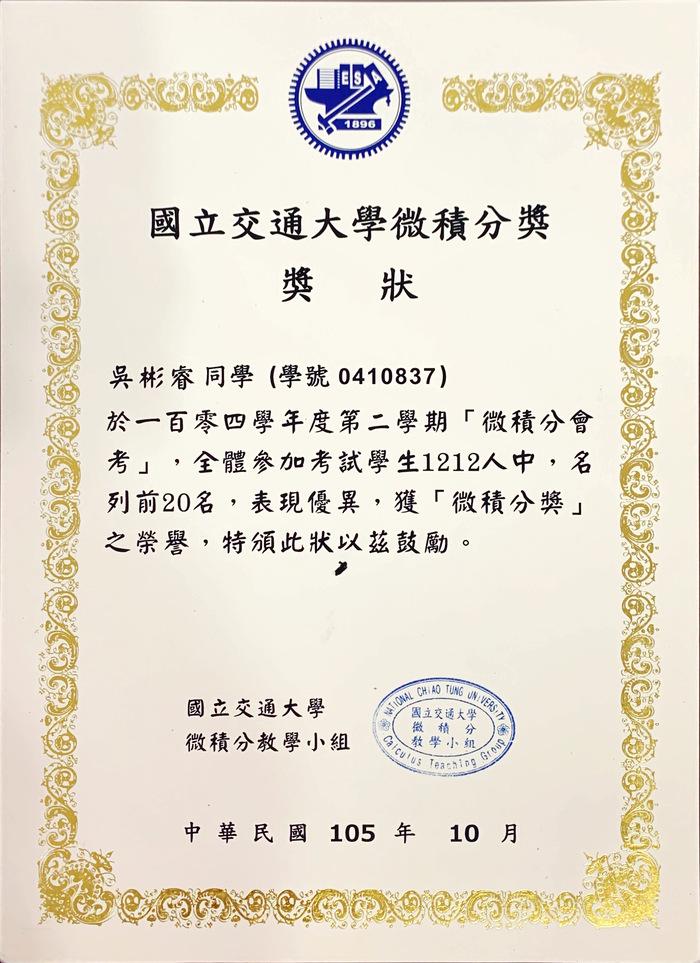 ESA
1896
國立交通大學微積分獎
獎 狀
吳彬睿 同學 (學號 0410837)
於一百零四學年度第二學期「微積分會
考」，全體參加考試學生1212人中，名
列前20名，表現優異，獲「微積分獎」
之榮譽，特頒此狀以茲鼓勵。
國立交通大學
微積分教學小組
NATIONAL CHIAO TUNG UNIVERSITY
國立交通大學
微積分
教學小組
Calculus Teaching Group
中華民國 105 年 10 月